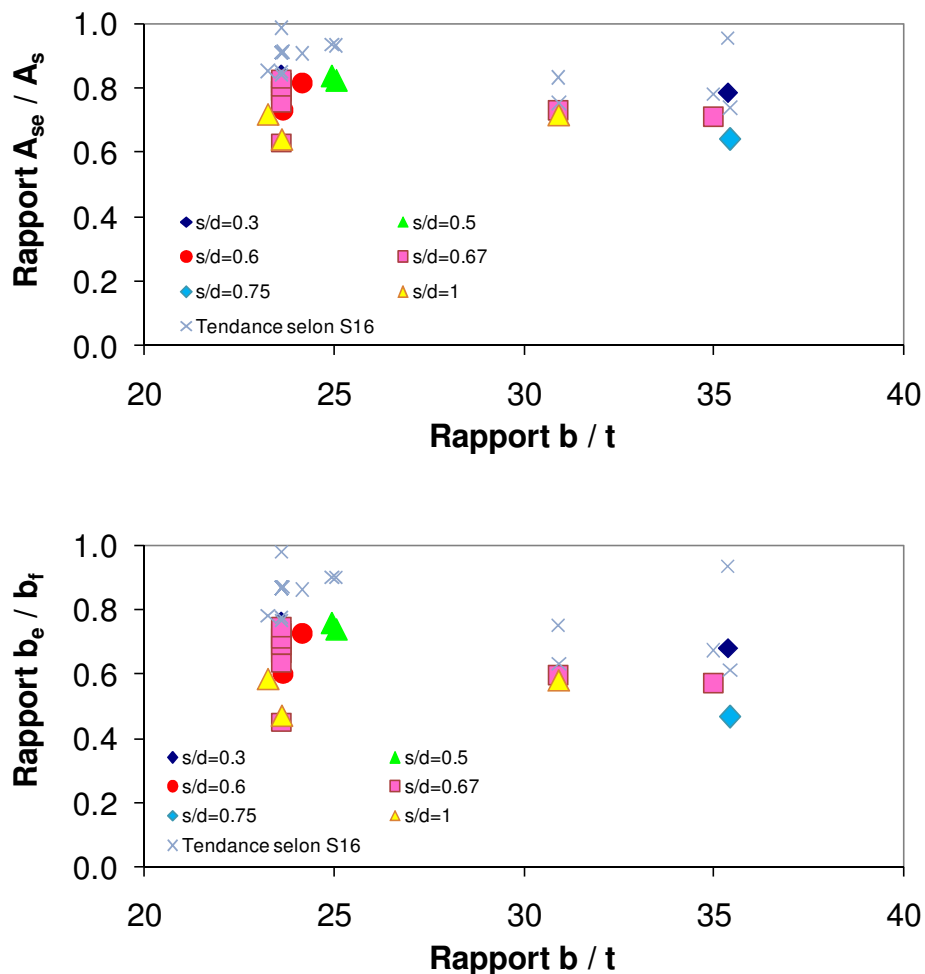 Rapport Ase / As
1.0
0.8
0.6
0.4
0.2
0.0
s/d=0.3
s/d=0.5
s/d=0.6
s/d=0.67
s/d=0.75
s/d=1
Tendance selon S16
20 25 30 35 40
Rapport b / t
Rapport be / bf
1.0
0.8
0.6
0.4
0.2
0.0
s/d=0.3
s/d=0.5
s/d=0.6
s/d=0.67
s/d=0.75
s/d=1
Tendance selon S16
20 25 30 35 40
Rapport b / t